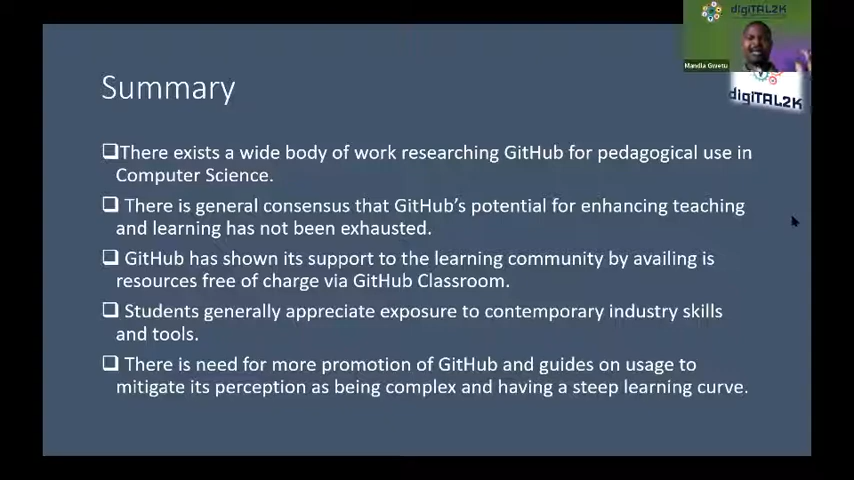 digiTAL2K
Mandla Gwetu
digiTAL2K
Summary
There exists a wide body of work researching GitHub for pedagogical use in
Computer Science.
There is general consensus that GitHub's potential for enhancing teaching
and learning has not been exhausted.
GitHub has shown its support to the learning community by availing is
resources free of charge via GitHub Classroom.
Students generally appreciate exposure to contemporary industry skills
and tools.
There is need for more promotion of GitHub and guides on usage to
mitigate its perception as being complex and having a steep learning curve.